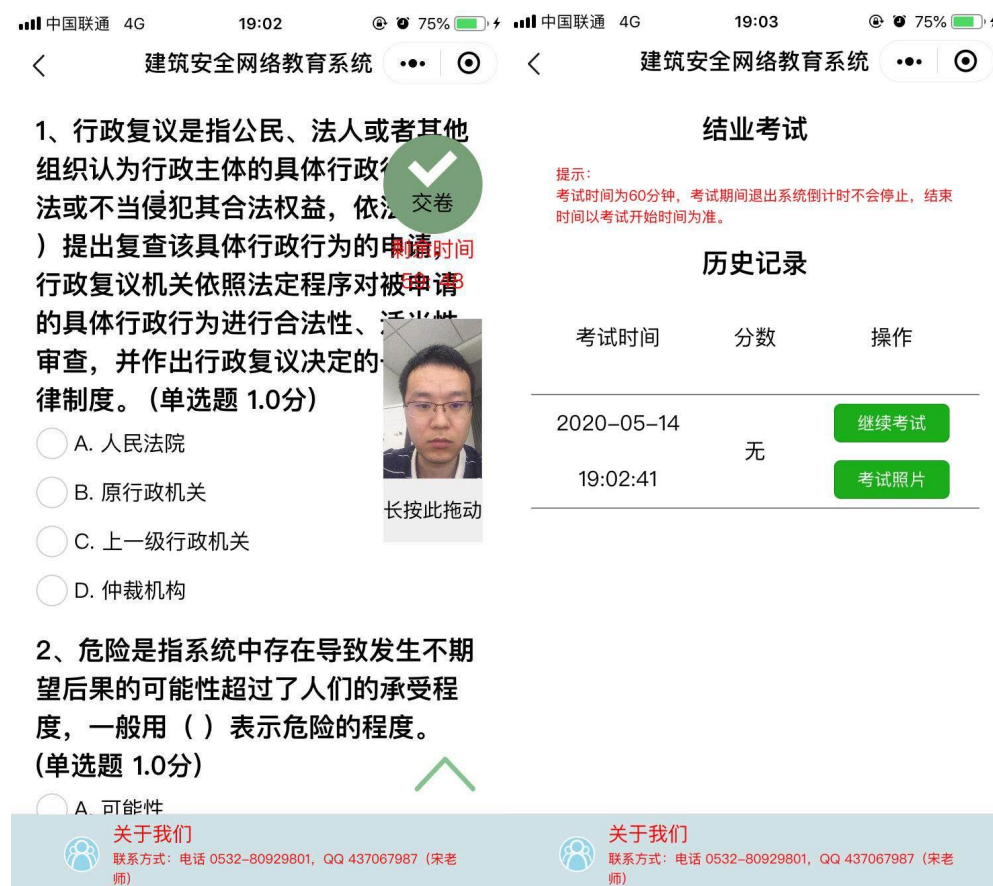 中国联通 4G 19:02 75%
建筑安全网络教育系统
1、行政复议是指公民、法人或者其他
组织认为行政主体的具体行政行
法或不当侵犯其合法权益，依法
）提出复查该具体行政行为的申请，
行政复议机关依照法定程序对被申请
的具体行政行为进行合法性、适当性
审查，并作出行政复议决定的一
律制度。（单选题 1.0分）
交卷
剩余时间
59: 48
长按此拖动
A. 人民法院
B. 原行政机关
C. 上一级行政机关
D. 仲裁机构
2、危险是指系统中存在导致发生不期
望后果的可能性超过了人们的承受程
度，一般用（ ）表示危险的程度。
(单选题 1.0分)
A. 可能性
关于我们
联系方式：电话 0532-80929801，QQ 437067987（宋老
师）
中国联通 4G 19:03 75%
建筑安全网络教育系统
结业考试
提示：
考试时间为60分钟，考试期间退出系统倒计时不会停止，结束
时间以考试开始时间为准。
历史记录
考试时间 分数 操作
2020-05-14
19:02:41
无
继续考试
考试照片
关于我们
联系方式：电话 0532-80929801，QQ 437067987（宋老
师）